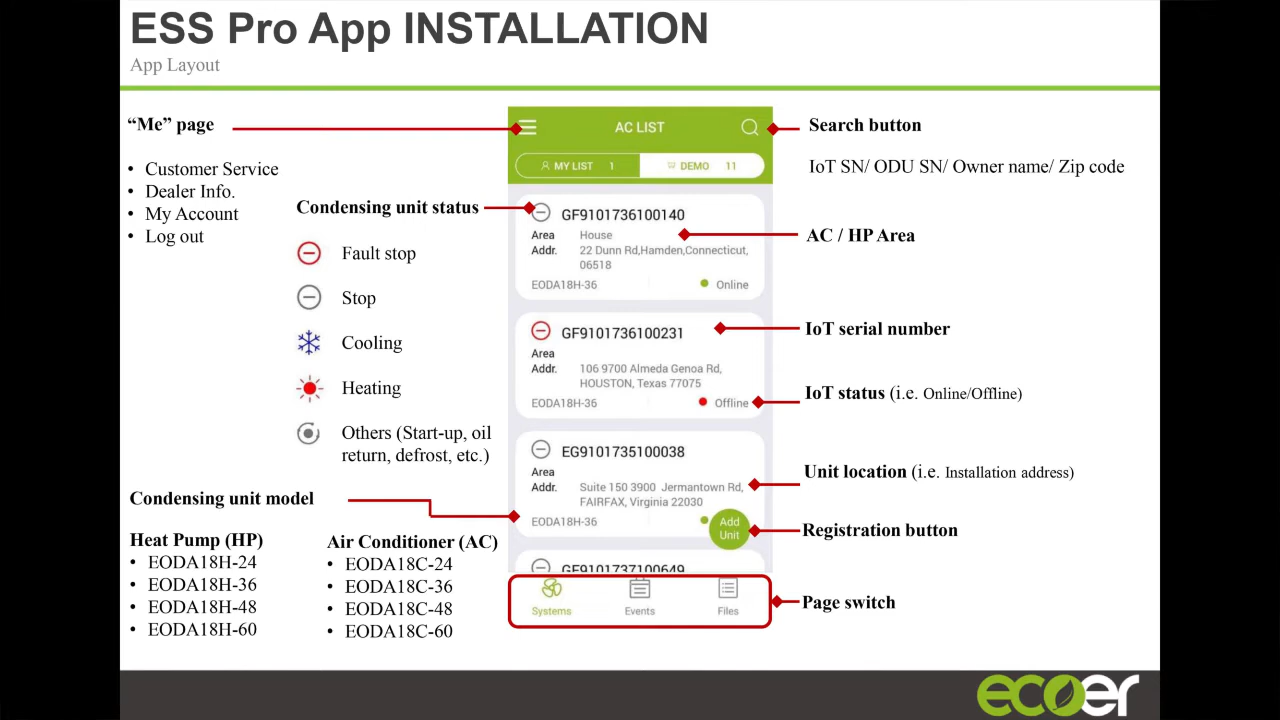 ESS Pro App INSTALLATION
App Layout
“Me” page
• Customer Service
• Dealer Info.
• My Account
• Log out
Condensing unit status
Fault stop
Stop
Cooling
Heating
Others (Start-up, oil
return, defrost, etc.)
Condensing unit model
Heat Pump (HP)
• EODA18H-24
• EODA18H-36
• EODA18H-48
• EODA18H-60
Air Conditioner (AC)
• EODA18C-24
• EODA18C-36
• EODA18C-48
• EODA18C-60
AC LIST
MY LIST 1
DEMO 11
GF9101736100140
Area House
Addr. 22 Dunn Rd,Hamden,Connecticut,
06518
EODA18H-36 Online
GF9101736100231
Area
Addr. 106 9700 Almeda Genoa Rd,
HOUSTON, Texas 77075
EODA18H-36 Offline
EG9101735100038
Area
Addr. Suite 150 3900 Jermantown Rd,
FAIRFAX, Virginia 22030
EODA18H-36
Add
Unit
GF9101737100649
Systems Events Files
Search button
IoT SN/ ODU SN/ Owner name/ Zip code
AC / HP Area
IoT serial number
IoT status (i.e. Online/Offline)
Unit location (i.e. Installation address)
Registration button
Page switch
ecoer